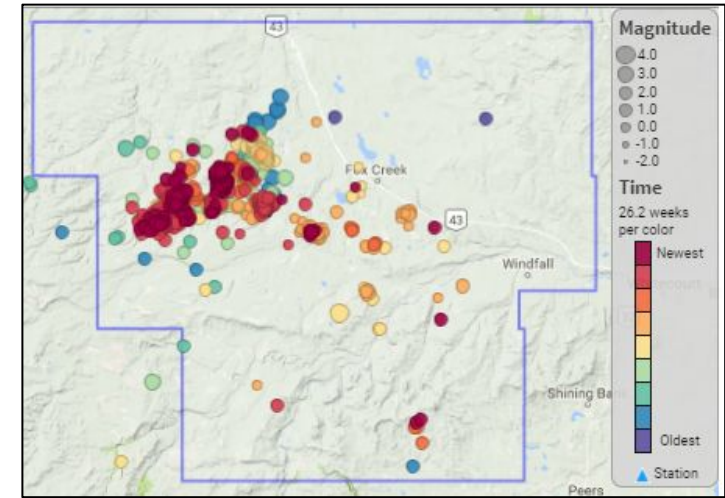 43
Fox Creek
43
Windfall
Shining Ba
Peers
Magnitude
4.0
3.0
2.0
1.0
0.0
-1.0
-2.0
Time
26.2 weeks
per color
Newest
Oldest
Station